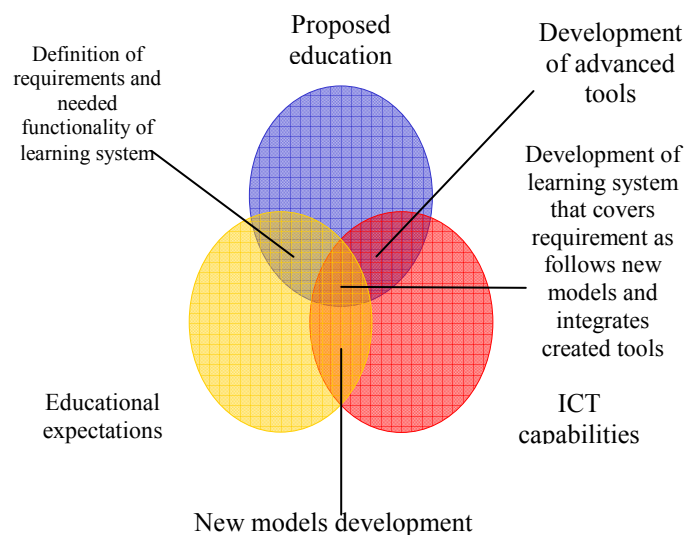 Proposed
education
Definition of
requirements and
needed
functionality of
learning system
Development
of advanced
tools
Development of
learning system
that covers
requirement as
follows new
models and
integrates
created tools
Educational
expectations
ICT
capabilities
New models development